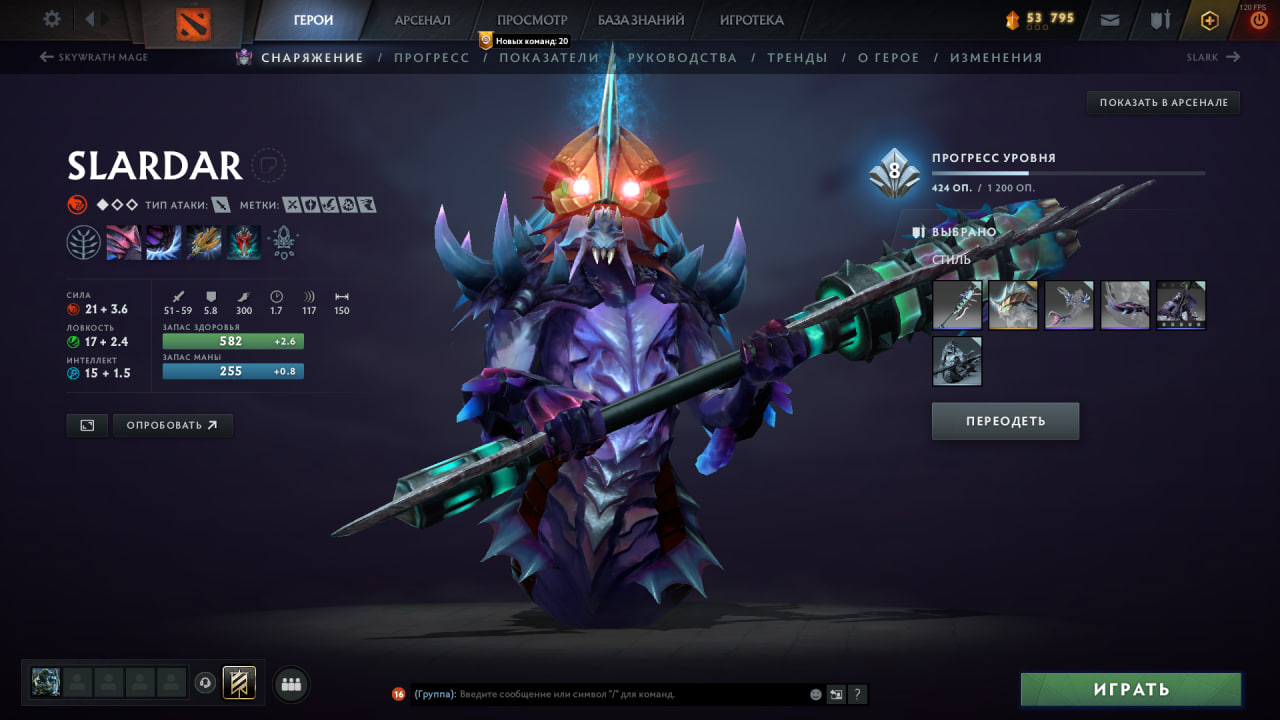 120 FPS
ГЕРОИ
АРСЕНАЛ
ПРОСМОТР
БАЗА ЗНАНИЙ
ИГРОТЕКА
53 795
Новых команд: 20
SKYWRATH MAGE
СНАРЯЖЕНИЕ / ПРОГРЕСС / ПОКАЗАТЕЛИ / РУКОВОДСТВА / ТРЕНДЫ / О ГЕРОЕ / ИЗМЕНЕНИЯ
SLARK
ПОКАЗАТЬ В АРСЕНАЛЕ
SLARDAR
ТИП АТАКИ:
МЕТКИ:
СИЛА
21 + 3.6
ЛОВКОСТЬ
17 + 2.4
ИНТЕЛЛЕКТ
15 + 1.5
51 - 59 5.8 300 1.7 117 150
ЗАПАС ЗДОРОВЬЯ
582 +2.6
ЗАПАС МАНЫ
255 +0.8
ОПРОБОВАТЬ
8
ПРОГРЕСС УРОВНЯ
424 ОП. / 1 200 ОП.
ВЫБРАНО
СТИЛЬ
ПЕРЕОДЕТЬ
16
(Группа): Введите сообщение или символ "/" для команд.
?
ИГРАТЬ